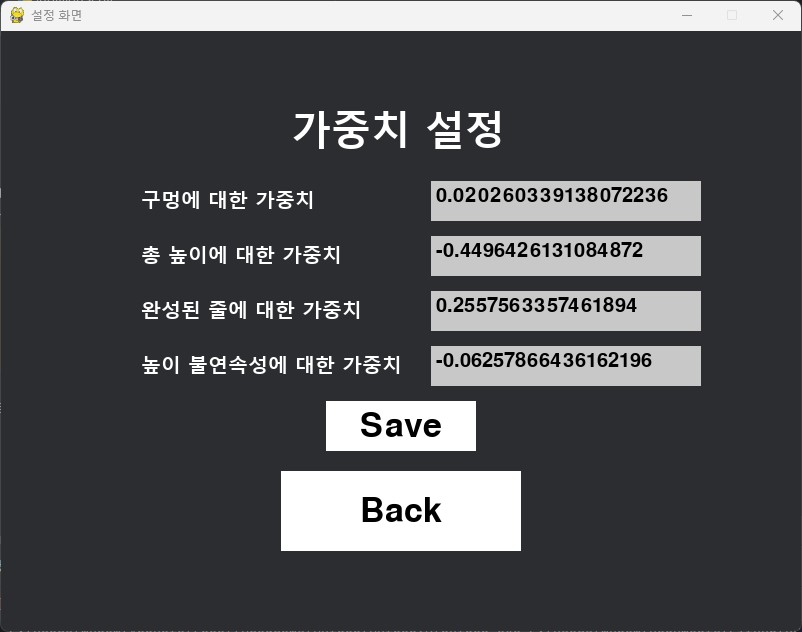 설정 화면
가중치 설정
구멍에 대한 가중치 0.020260339138072236
총 높이에 대한 가중치 -0.4496426131084872
완성된 줄에 대한 가중치 0.2557563357461894
높이 불연속성에 대한 가중치 -0.06257866436162196
Save
Back